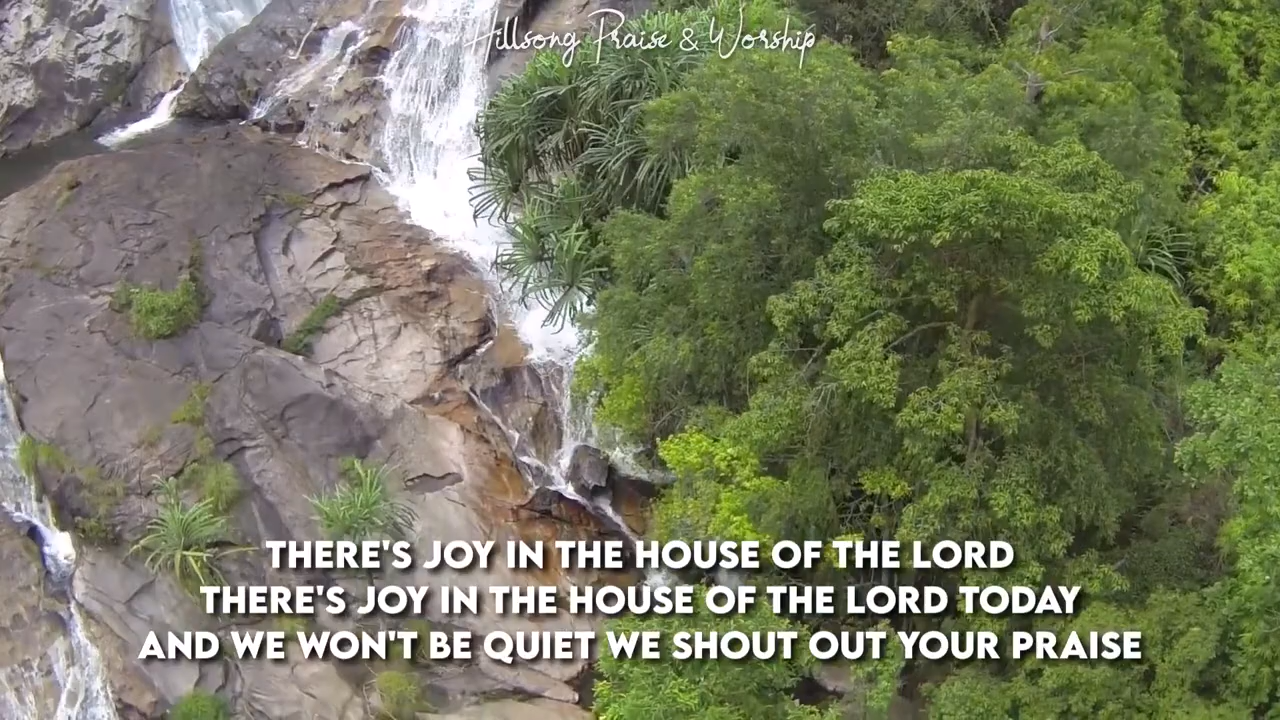 Hillsong Praise & Worship
THERE'S JOY IN THE HOUSE OF THE LORD
THERE'S JOY IN THE HOUSE OF THE LORD TODAY
AND WE WON'T BE QUIET WE SHOUT OUT YOUR PRAISE